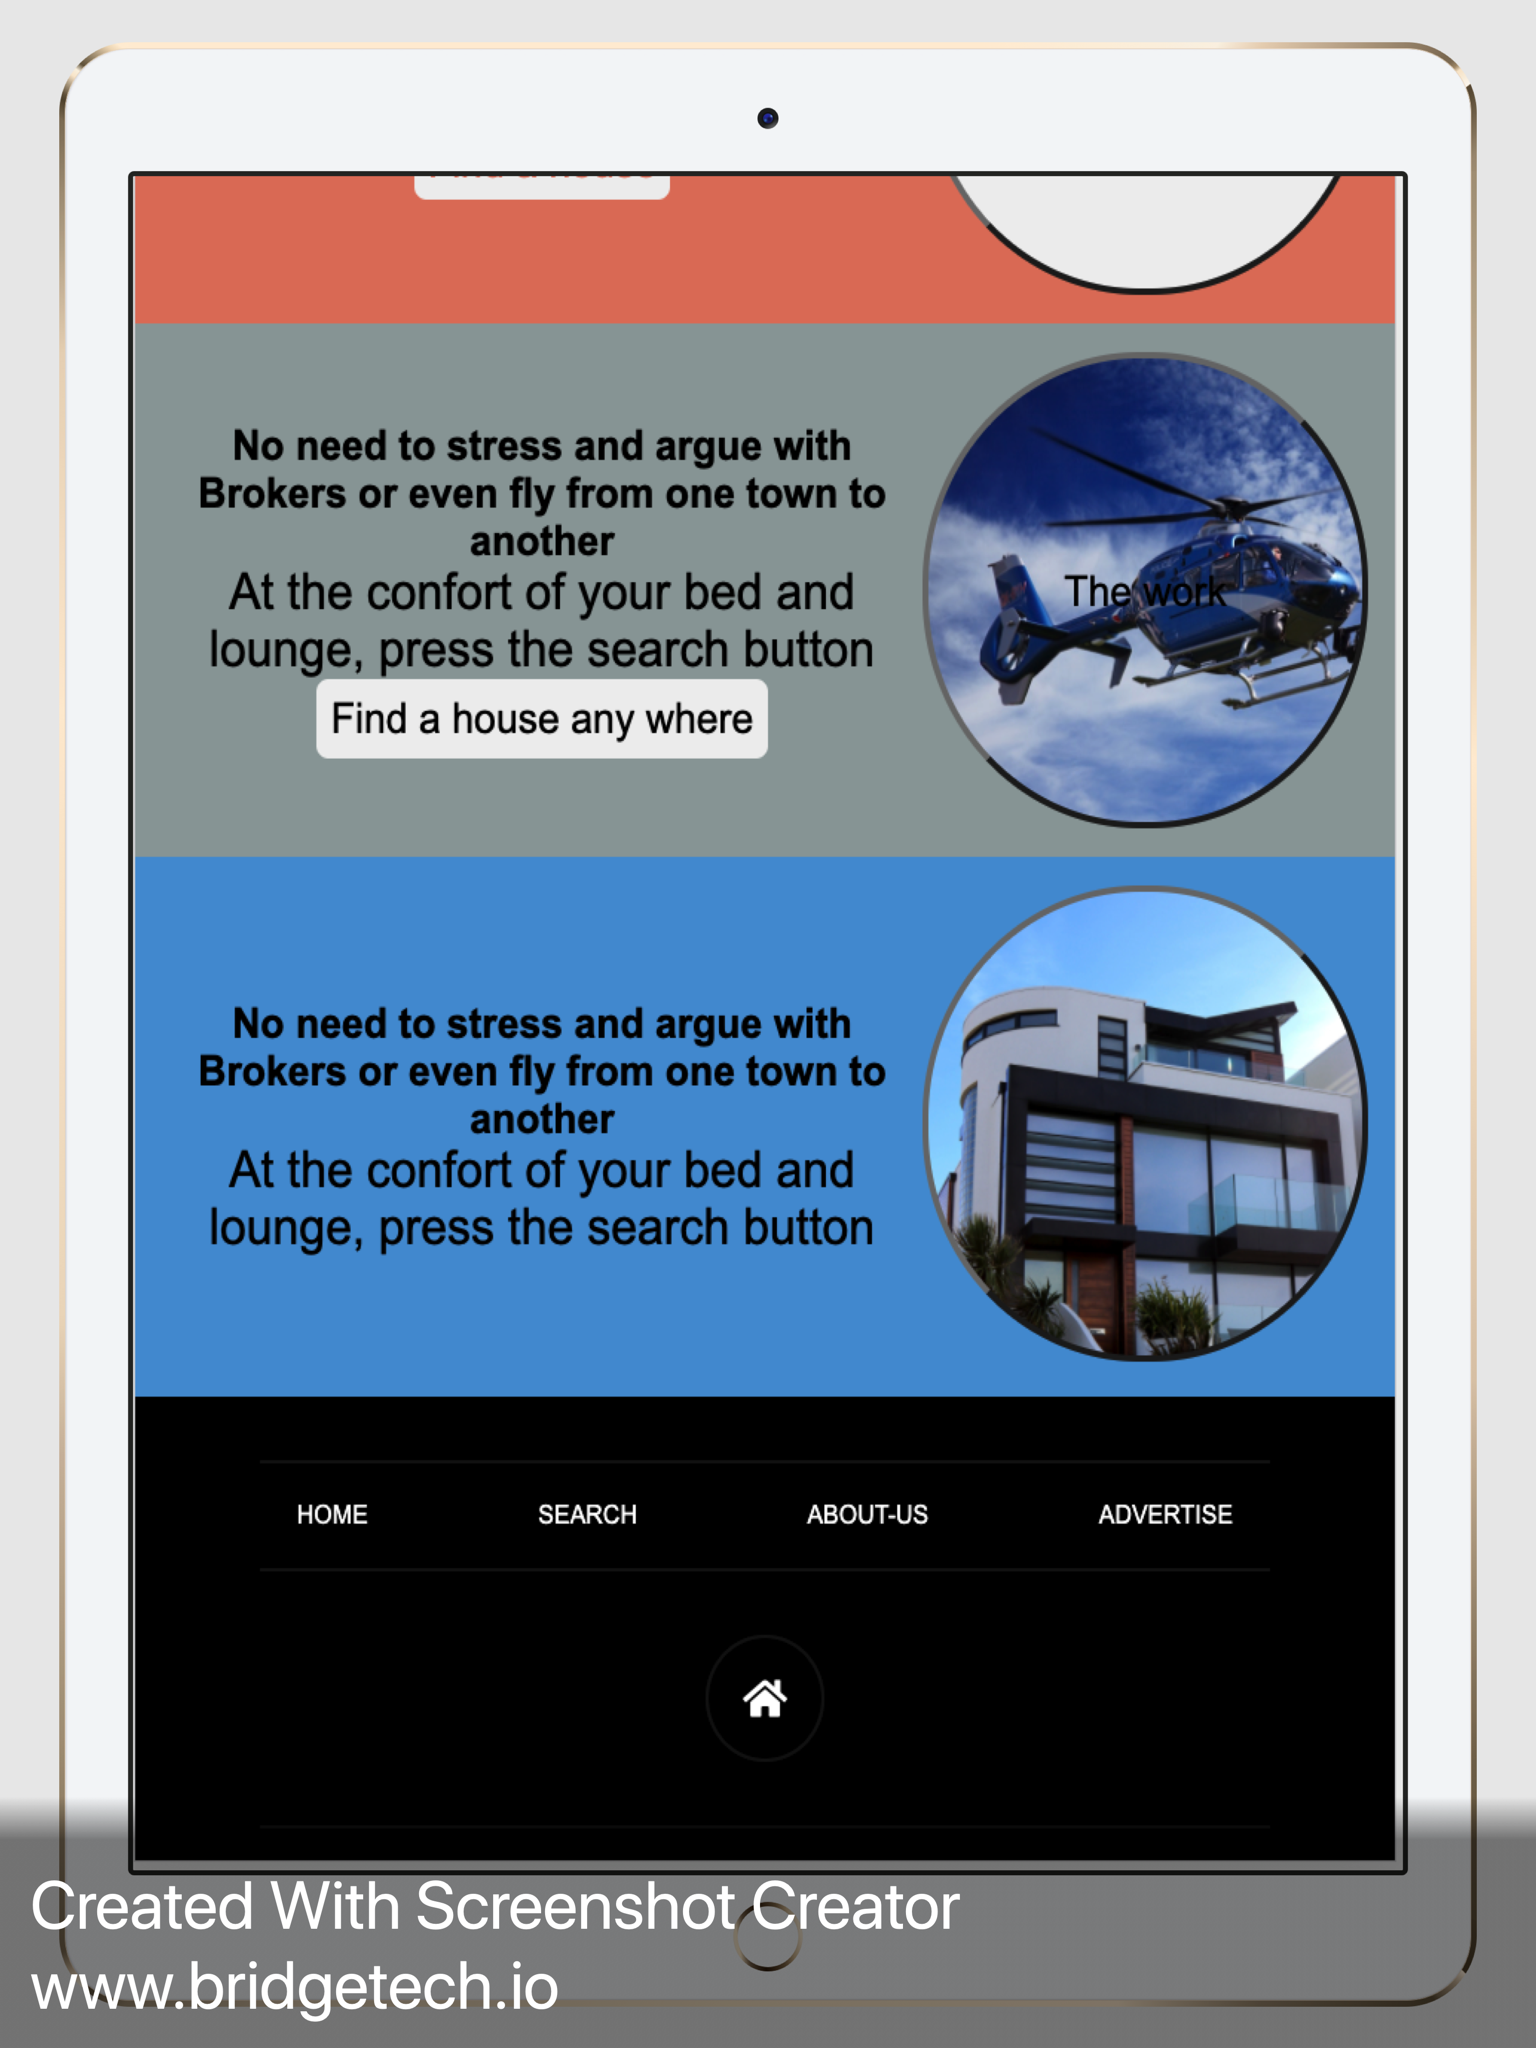 No need to stress and argue with
Brokers or even fly from one town to
another
At the confort of your bed and
lounge, press the search button
Find a house any where
The work
No need to stress and argue with
Brokers or even fly from one town to
another
At the confort of your bed and
lounge, press the search button
HOME SEARCH ABOUT-US ADVERTISE
Created With Screenshot Creator
www.bridgetech.io